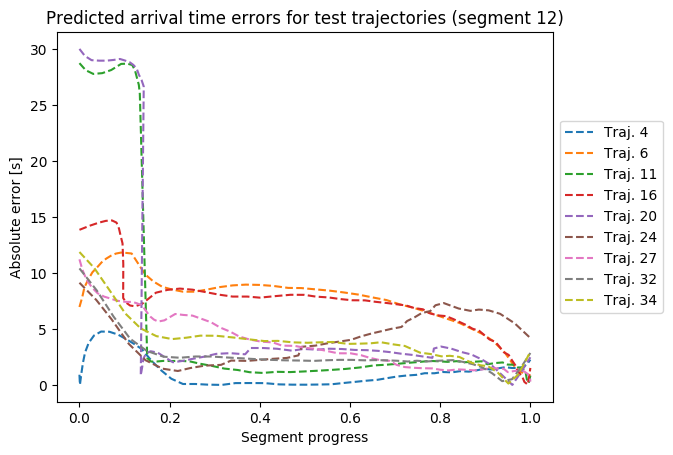 Predicted arrival time errors for test trajectories (segment 12)
Absolute error [s]
30
25
20
15
10
5
0
0.0 0.2 0.4 0.6 0.8 1.0
Segment progress
Traj. 4
Traj. 6
Traj. 11
Traj. 16
Traj. 20
Traj. 24
Traj. 27
Traj. 32
Traj. 34